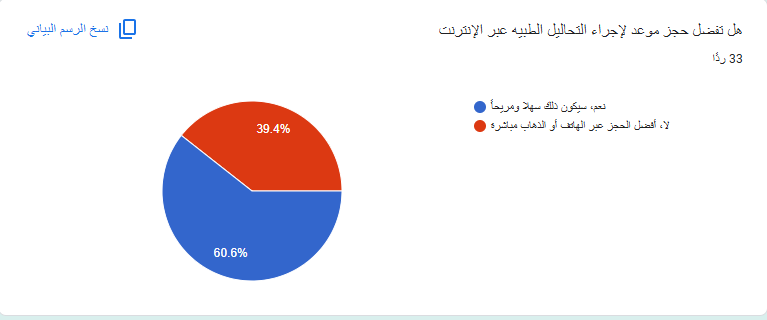 هل تفضل حجز موعد لإجراء التحاليل الطبيه عبر الإنترنت
نسخ الرسم البياني
33 ردًا
نعم، سيكون ذلك سهلا ومريحاً
لا، أفضل الحجز عبر الهاتف أو الذهاب مباشرة
39.4%
60.6%